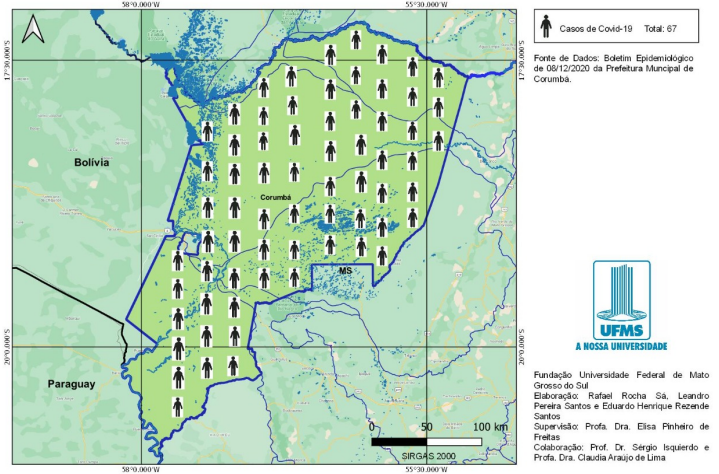 58°0.000'W
55°30.000'W
17°30.000'S
17°30.000'S
Bolívia
Corumbá
MS
20°0.000'S
20°0.000'S
Paraguay
0 50 100 km
SIRGAS 2000
58°0.000'W
55°30.000'W
Casos de Covid-19 Total: 67
Fonte de Dados: Boletim Epidemiológico
de 08/12/2020 da Prefeitura Muncipal de
Corumbá.
UFMS
A NOSSA UNIVERSIDADE
Fundação Universidade Federal de Mato
Grosso do Sul
Elaboração: Rafael Rocha Sá, Leandro
Pereira Santos e Eduardo Henrique Rezende
Santos
Supervisão: Profa. Dra. Elisa Pinheiro de
Freitas
Colaboração: Prof. Dr. Sérgio Izquierdo e
Profa. Dra. Claudia Araújo de Lima